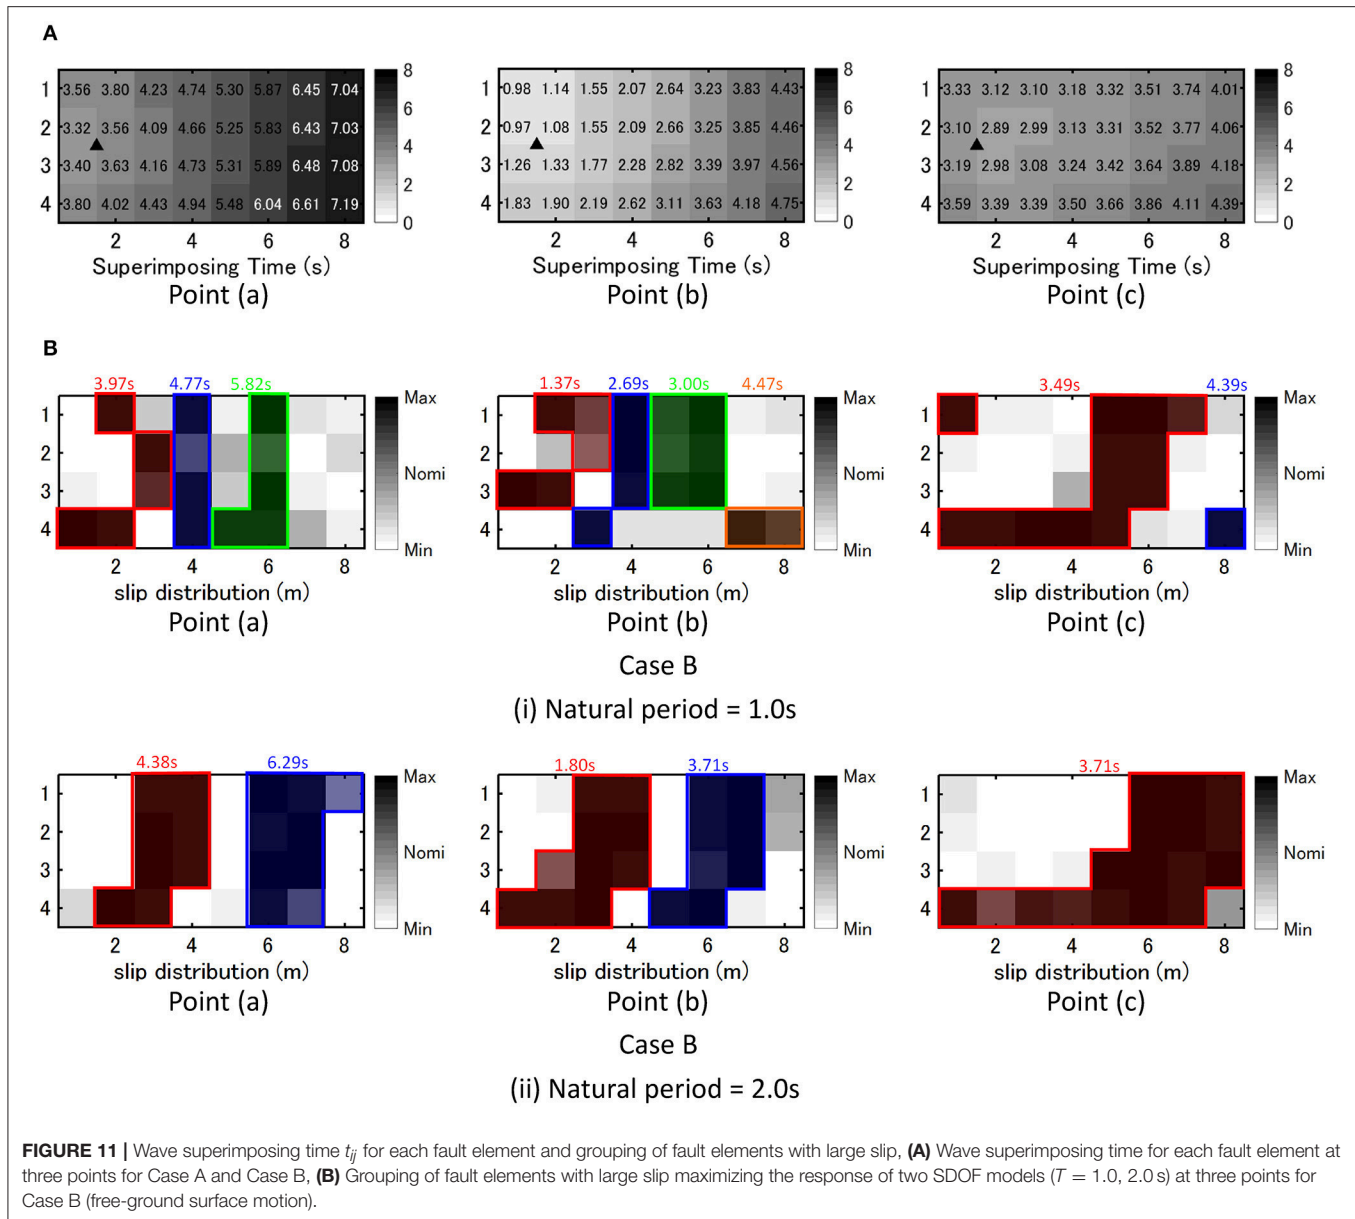 A
1 3.56 3.80 4.23 4.74 5.30 5.87 6.45 7.04
2 3.32 3.56 4.09 4.66 5.25 5.83 6.43 7.03
3 3.40 3.63 4.16 4.73 5.31 5.89 6.48 7.08
4 3.80 4.02 4.43 4.94 5.48 6.04 6.61 7.19
2 4 6 8
8
6
4
2
0
Superimposing Time (s)
Point (a)
1 0.98 1.14 1.55 2.07 2.64 3.23 3.83 4.43
2 0.97 1.08 1.55 2.09 2.66 3.25 3.85 4.46
3 1.26 1.33 1.77 2.28 2.82 3.39 3.97 4.56
4 1.83 1.90 2.19 2.62 3.11 3.63 4.18 4.75
2 4 6 8
8
6
4
2
0
Superimposing Time (s)
Point (b)
1 3.33 3.12 3.10 3.18 3.32 3.51 3.74 4.01
2 3.10 2.89 2.99 3.13 3.31 3.52 3.77 4.06
3 3.19 2.98 3.08 3.24 3.42 3.64 3.89 4.18
4 3.59 3.39 3.39 3.50 3.66 3.86 4.11 4.39
2 4 6 8
8
6
4
2
0
Superimposing Time (s)
Point (c)
B
3.97s 4.77s 5.82s
1
2
3
4
2 4 6 8
Max
Nomi
Min
slip distribution (m)
Point (a)
1.37s 2.69s 3.00s 4.47s
1
2
3
4
2 4 6 8
Max
Nomi
Min
slip distribution (m)
Point (b)
3.49s 4.39s
1
2
3
4
2 4 6 8
Max
Nomi
Min
slip distribution (m)
Point (c)
Case B
(i) Natural period = 1.0s
4.38s 6.29s
1
2
3
4
2 4 6 8
Max
Nomi
Min
slip distribution (m)
Point (a)
1.80s 3.71s
1
2
3
4
2 4 6 8
Max
Nomi
Min
slip distribution (m)
Point (b)
3.71s
1
2
3
4
2 4 6 8
Max
Nomi
Min
slip distribution (m)
Point (c)
Case B
(ii) Natural period = 2.0s
FIGURE 11 | Wave superimposing time tij for each fault element and grouping of fault elements with large slip, (A) Wave superimposing time for each fault element at
three points for Case A and Case B, (B) Grouping of fault elements with large slip maximizing the response of two SDOF models (T = 1.0, 2.0 s) at three points for
Case B (free-ground surface motion).